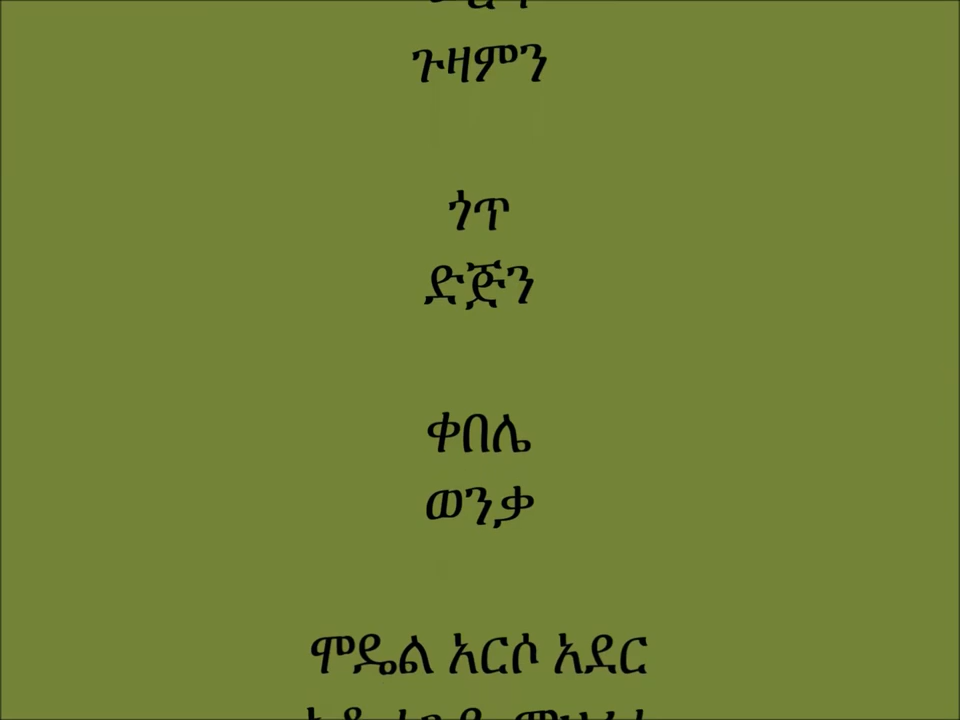 ጉዛምን
ጎጥ
ድጅን
ቀበሌ
ወንቃ
ሞዴል አርሶ አደር